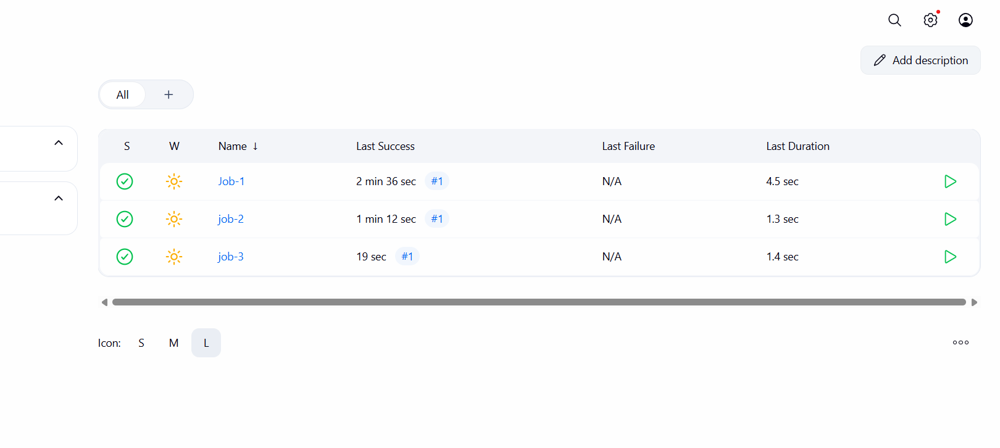 Add description
All +
S W Name ↓ Last Success Last Failure Last Duration
Job-1 2 min 36 sec #1 N/A 4.5 sec
job-2 1 min 12 sec #1 N/A 1.3 sec
job-3 19 sec #1 N/A 1.4 sec
Icon: S M L